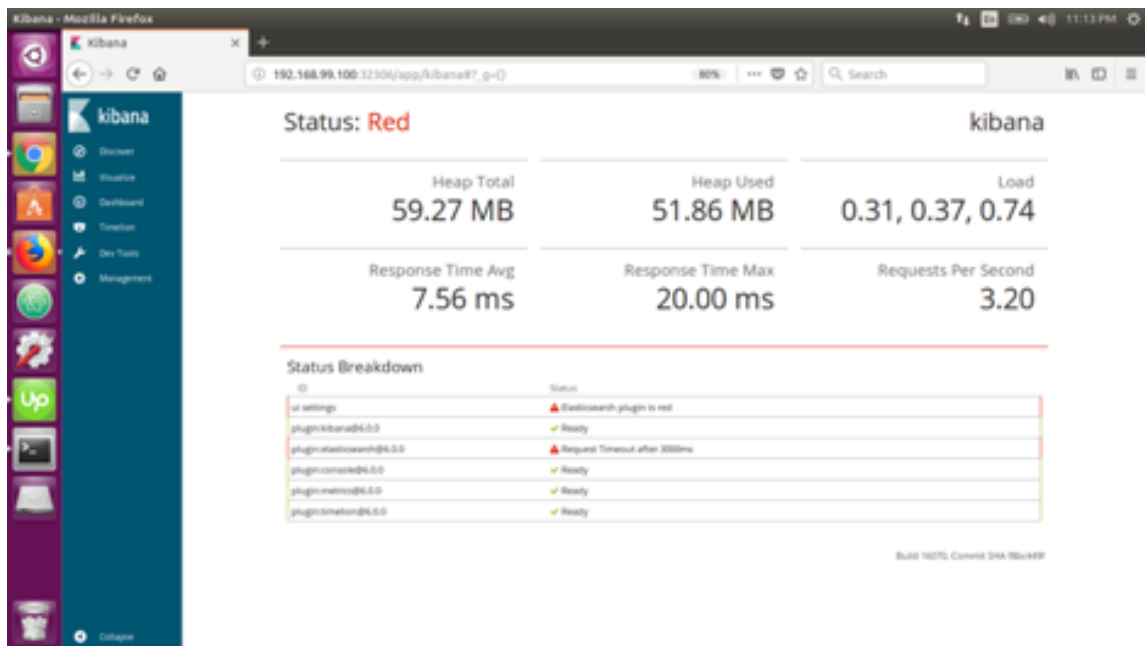 Kibana - Mozilla Firefox
11:13 PM
Kibana
192.168.99.100:32306/app/kibana#?_g=()
80%
Search
kibana
Discover
Visualize
Dashboard
Timelion
Dev Tools
Management
Collapse
Status: Red
kibana
Heap Total
59.27 MB
Heap Used
51.86 MB
Load
0.31, 0.37, 0.74
Response Time Avg
7.56 ms
Response Time Max
20.00 ms
Requests Per Second
3.20
Status Breakdown
ID Status
ui settings Elasticsearch plugin is red
plugin:kibana@6.0.0 Ready
plugin:elasticsearch@6.0.0 Request Timeout after 3000ms
plugin:console@6.0.0 Ready
plugin:metrics@6.0.0 Ready
plugin:timelion@6.0.0 Ready
Build 16070, Commit SHA
Up